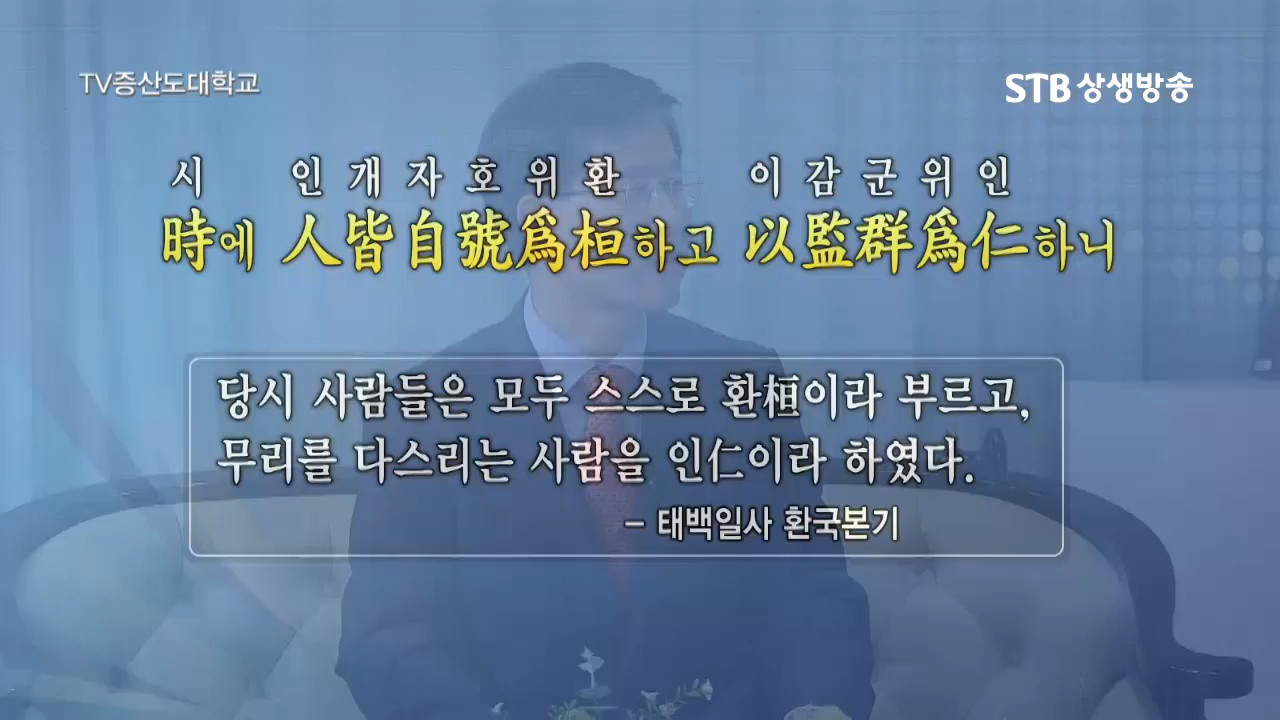 TV증산도대학교
STB 상생방송
시 인개자호위환 이감군위인
時에 人皆自號爲桓하고 以監群爲仁하니
당시 사람들은 모두 스스로 환桓이라 부르고,
무리를 다스리는 사람을 인仁이라 하였다.
- 태백일사 환국본기